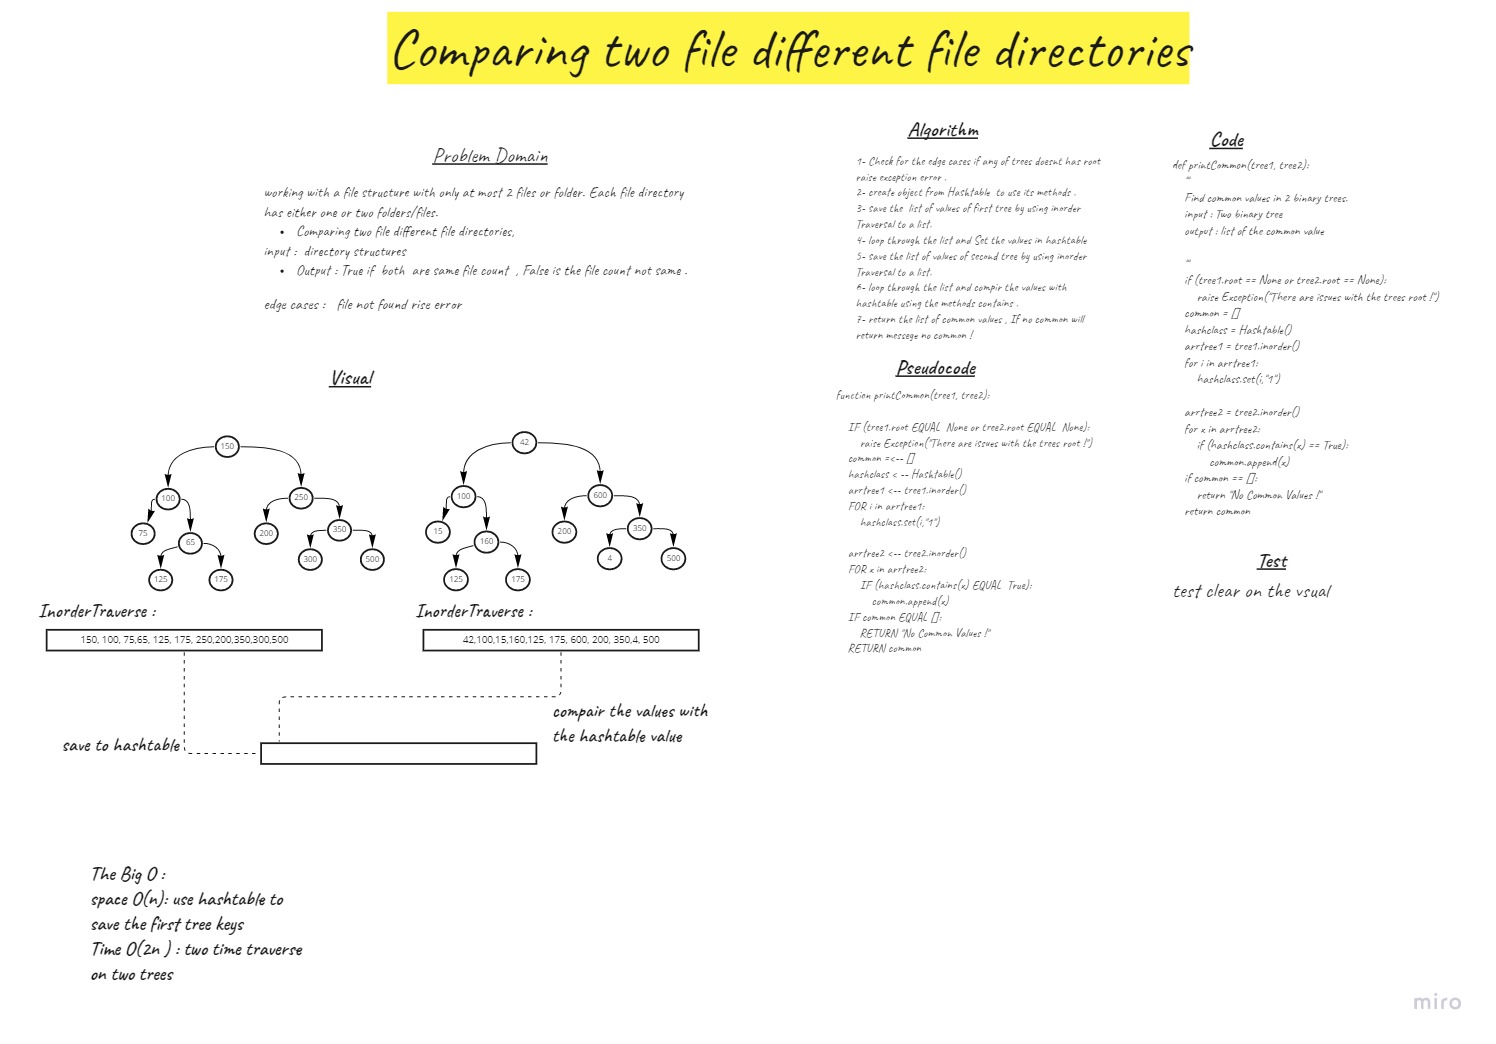 Comparing two file different file directories
Problem Domain
working with a file structure with only at most 2 files or folder. Each file directory
has either one or two folders/files.
• Comparing two file different file directories,
input : directory structures
• Output : True if both are same file count , False is the file count not same .
edge cases : file not found rise error
Visual
150
100
250
75
65
200
350
125
175
300
500
42
100
600
15
160
200
350
125
175
4
500
InorderTraverse :
150, 100, 75,65, 125, 175, 250,200,350,300,500
InorderTraverse :
42,100,15,160,125, 175, 600, 200, 350,4, 500
save to hashtable
compair the values with
the hashtable value
The Big O :
space O(n): use hashtable to
save the first tree keys
Time O(2n ) : two time traverse
on two trees
Algorithm
1- Check for the edge cases if any of trees doesnt has root
raise exception error .
2- create object from Hashtable to use its methods .
3- save the list of values of first tree by using inorder
Traversal to a list.
4- loop through the list and Set the values in hashtable
5- save the list of values of second tree by using inorder
Traversal to a list.
6- loop through the list and compir the values with
hashtable using the methods contains .
7- return the list of common values , If no common will
return messege no common !
Pseudocode
function printCommon(tree1, tree2):
IF (tree1.root EQUAL None or tree2.root EQUAL None):
raise Exception("There are issues with the trees root !")
common =<-- []
hashclass < -- Hashtable()
arrtree1 <-- tree1.inorder()
FOR i in arrtree1:
hashclass.set(i,"1")
arrtree2 <-- tree2.inorder()
FOR x in arrtree2:
IF (hashclass.contains(x) EQUAL True):
common.append(x)
IF common EQUAL []:
RETURN "No Common Values !"
RETURN common
Code
def printCommon(tree1, tree2):
"
Find common values in 2 binary trees.
input : Two binary tree
output : list of the common value
"
if (tree1.root == None or tree2.root == None):
raise Exception("There are issues with the trees root !")
common = []
hashclass = Hashtable()
arrtree1 = tree1.inorder()
for i in arrtree1:
hashclass.set(i,"1")
arrtree2 = tree2.inorder()
for x in arrtree2:
if (hashclass.contains(x) == True):
common.append(x)
if common == []:
return "No Common Values !"
return common
Test
test clear on the vsual
miro